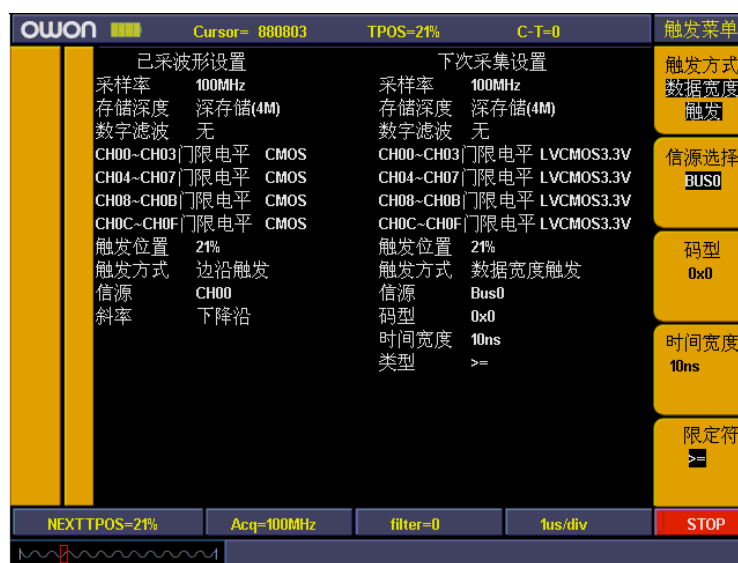 owon Cursor= 880803 TPOS=21% C-T=0 触发菜单
已采波形设置
采样率 100MHz
存储深度 深存储(4M)
数字滤波 无
CH00~CH03门限电平 CMOS
CH04~CH07门限电平 CMOS
CH08~CH0B门限电平 CMOS
CH0C~CH0F门限电平 CMOS
触发位置 21%
触发方式 边沿触发
信源 CH00
斜率 下降沿
下次采集设置
采样率 100MHz
存储深度 深存储(4M)
数字滤波 无
CH00~CH03门限电平 LVCMOS3.3V
CH04~CH07门限电平 LVCMOS3.3V
CH08~CH0B门限电平 LVCMOS3.3V
CH0C~CH0F门限电平 LVCMOS3.3V
触发位置 21%
触发方式 数据宽度触发
信源 Bus0
码型 0x0
时间宽度 10ns
类型 >=
触发方式
数据宽度
触发
信源选择
BUS0
码型
0x0
时间宽度
10ns
限定符
>=
NEXTTPOS=21% Acq=100MHz filter=0 1us/div STOP